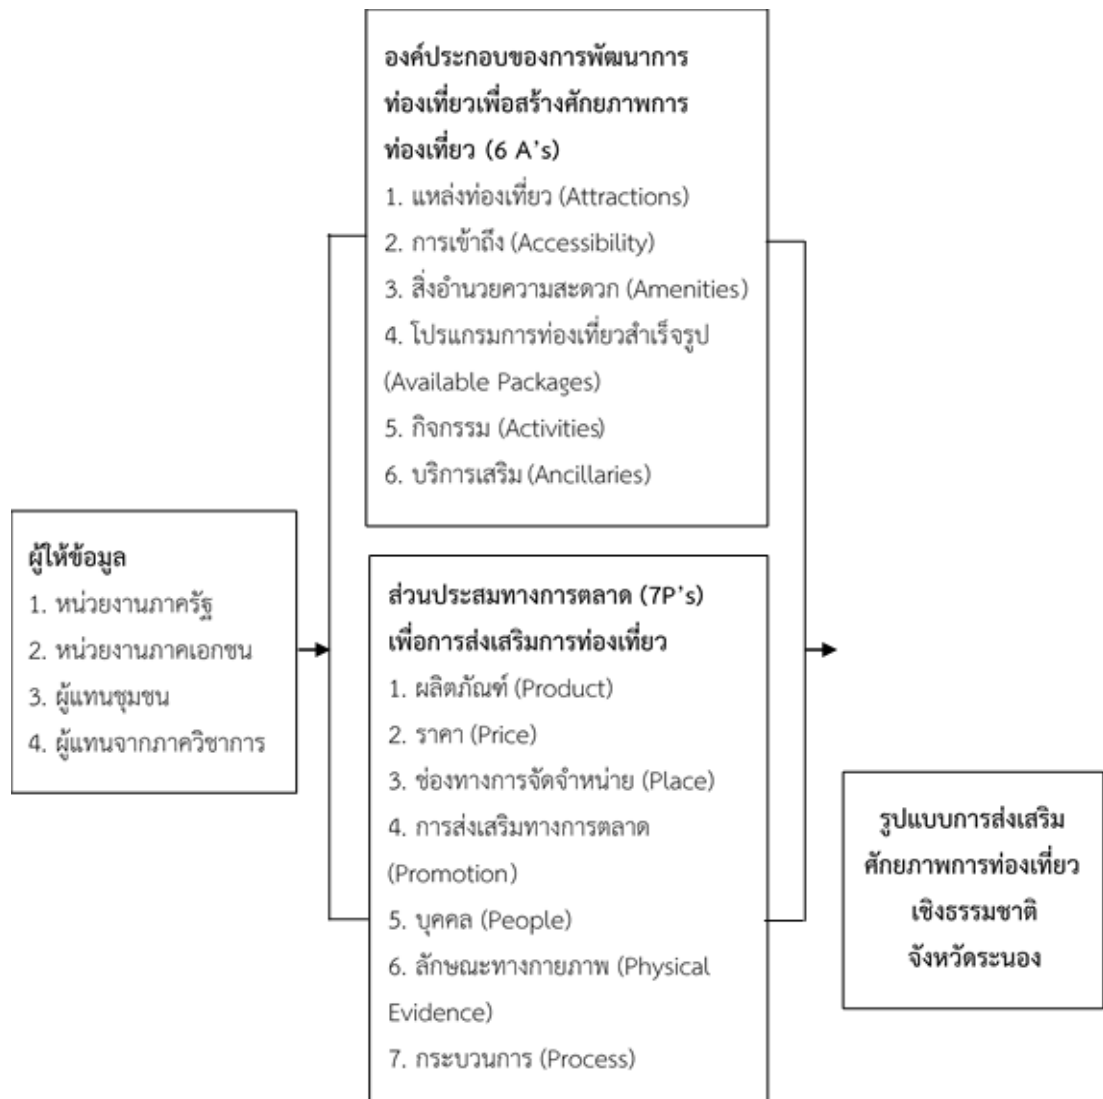 องค์ประกอบของการพัฒนาการ
ท่องเที่ยวเพื่อสร้างศักยภาพการ
ท่องเที่ยว (6 A's)
1. แหล่งท่องเที่ยว (Attractions)
2. การเข้าถึง (Accessibility)
3. สิ่งอำนวยความสะดวก (Amenities)
4. โปรแกรมการท่องเที่ยวสำเร็จรูป
(Available Packages)
5. กิจกรรม (Activities)
6. บริการเสริม (Ancillaries)
ผู้ให้ข้อมูล
1. หน่วยงานภาครัฐ
2. หน่วยงานภาคเอกชน
3. ผู้แทนชุมชน
4. ผู้แทนจากภาควิชาการ
ส่วนประสมทางการตลาด (7P's)
เพื่อการส่งเสริมการท่องเที่ยว
1. ผลิตภัณฑ์ (Product)
2. ราคา (Price)
3. ช่องทางการจัดจำหน่าย (Place)
4. การส่งเสริมทางการตลาด
(Promotion)
5. บุคคล (People)
6. ลักษณะทางกายภาพ (Physical
Evidence)
7. กระบวนการ (Process)
รูปแบบการส่งเสริม
ศักยภาพการท่องเที่ยว
เชิงธรรมชาติ
จังหวัดระนอง